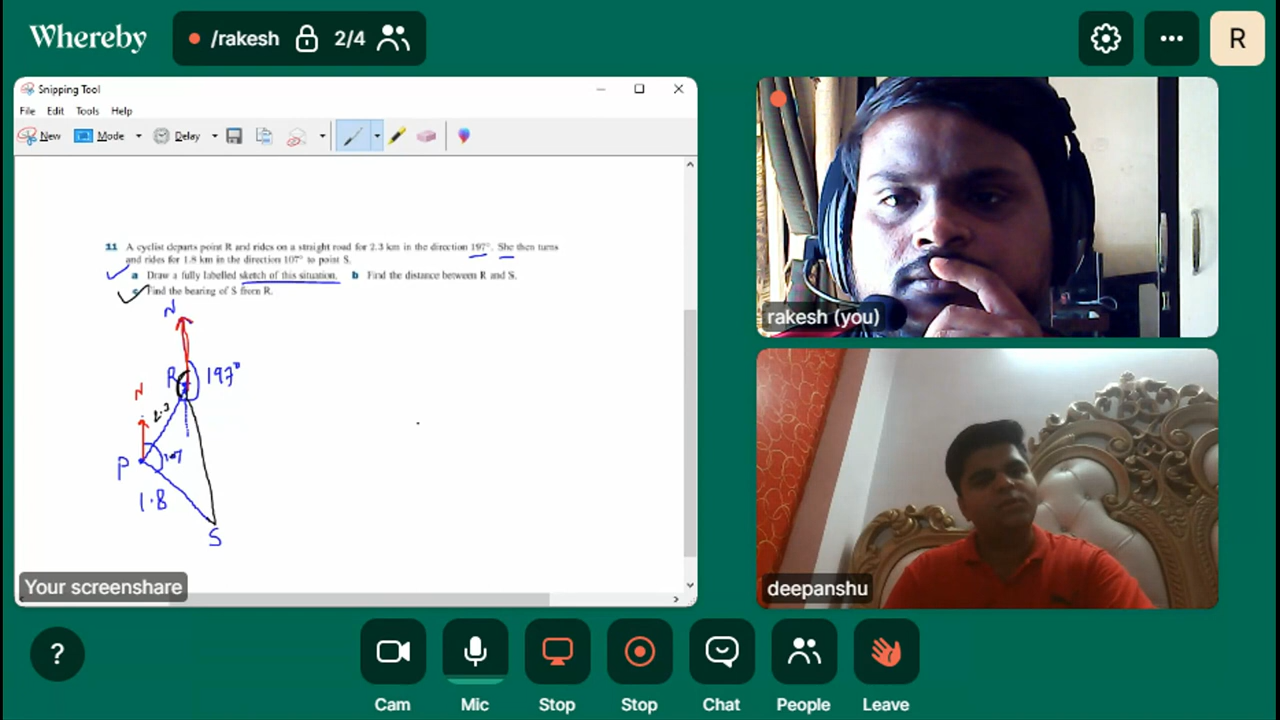 Whereby
/rakesh 2/4
R
Snipping Tool
File Edit Tools Help
New Mode Delay
11 A cyclist departs point R and rides on a straight road for 2.3 km in the direction 197°. She then turns
and rides for 1.8 km in the direction 107° to point S.
a Draw a fully labelled sketch of this situation. b Find the distance between R and S.
c Find the bearing of S from R.
N
R 197°
N
2.3
P 107
1.8
S
Your screenshare
rakesh (you)
deepanshu
?
Cam Mic Stop Stop Chat People Leave